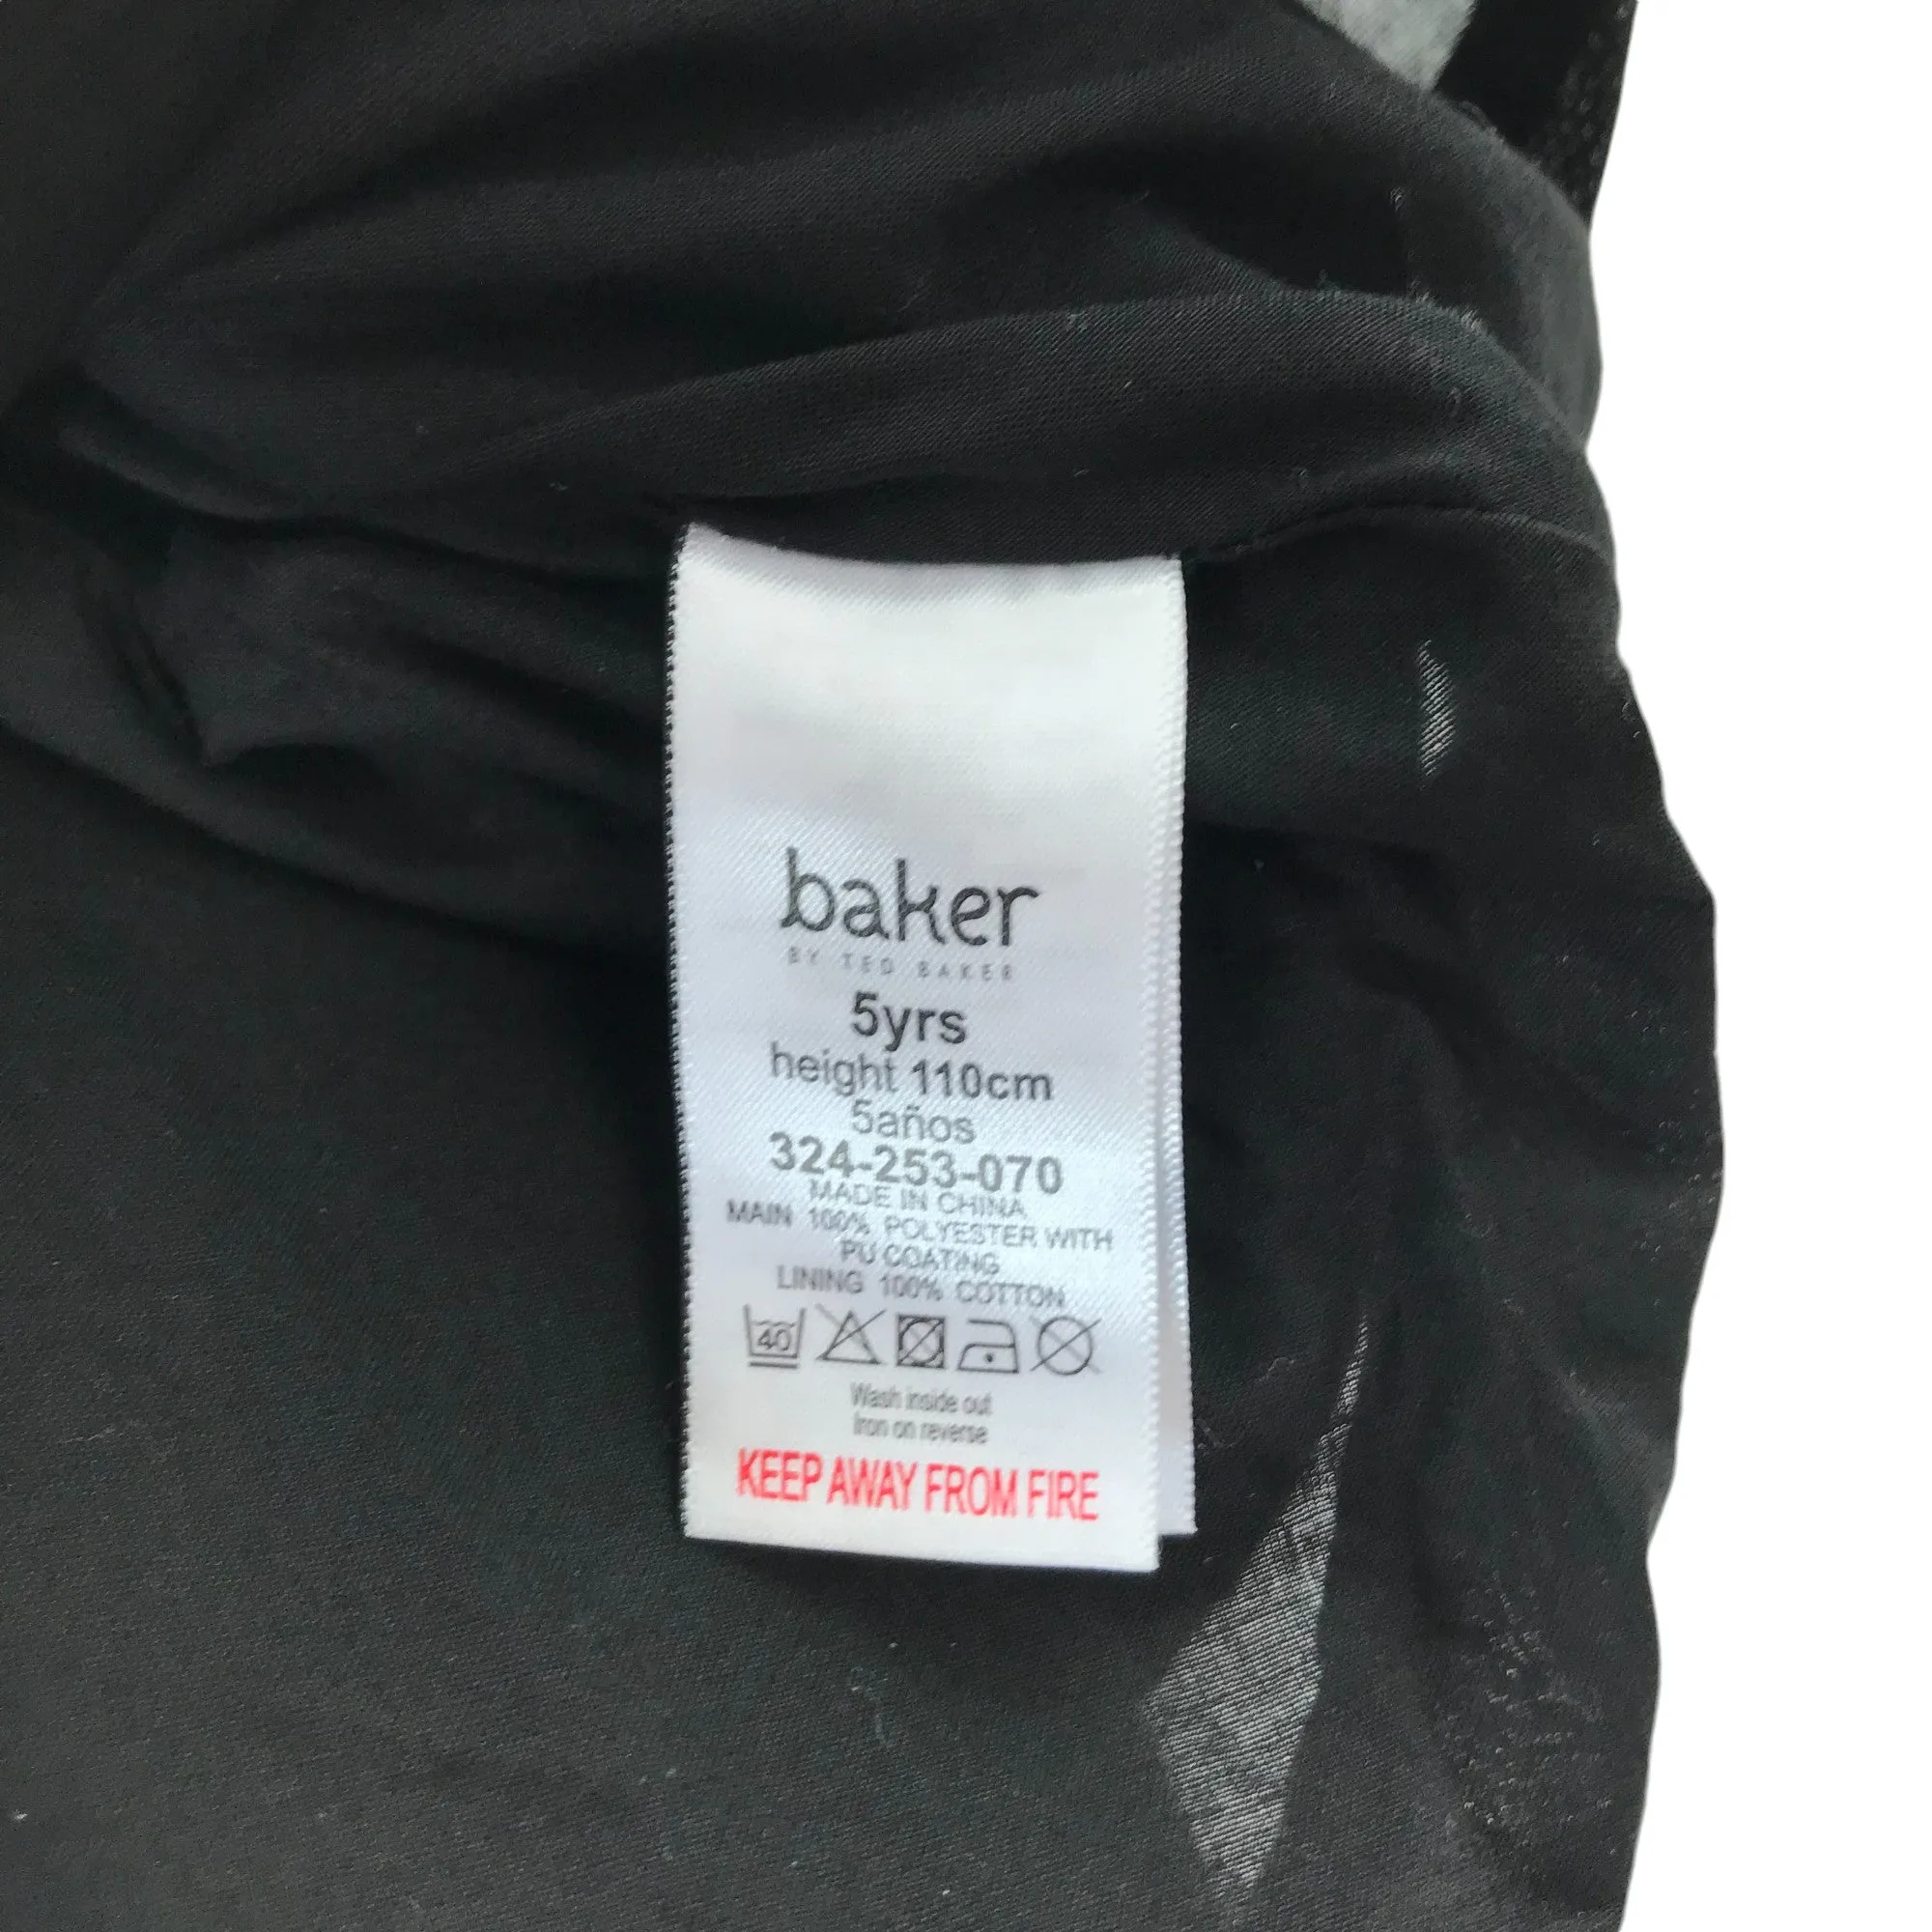 baker
BY TED BAKER
5yrs
height 110cm
5años
324-253-070
MADE IN CHINA
MAIN 100% POLYESTER WITH
PU COATING
LINING 100% COTTON
40
Wash inside out
Iron on reverse
KEEP AWAY FROM FIRE